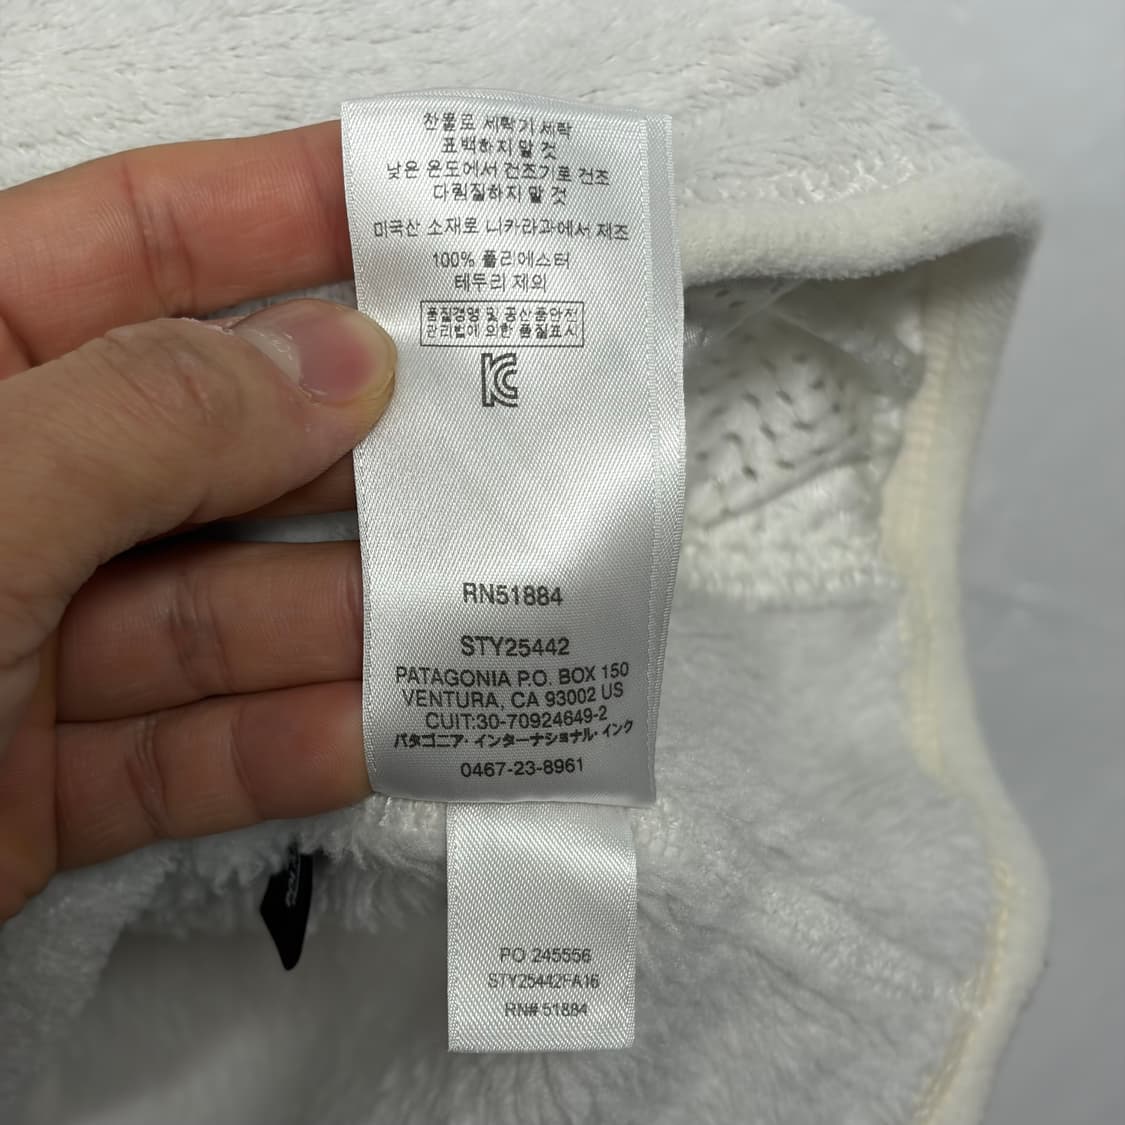 찬물로 세탁기 세탁
표백하지 말 것
낮은 온도에서 건조기로 건조
다림질하지 말 것
미국산 소재로 니카라과에서 제조
100% 폴리에스터
테두리 제외
품질경영 및 공산품안전
관리법에 의한 품질표시
RN51884
STY25442
PATAGONIA P.O. BOX 150
VENTURA, CA 93002 US
CUIT:30-70924649-2
パタゴニア・インターナショナル・インク
0467-23-8961
PO 245556
STY25442FA16
RN# 51884